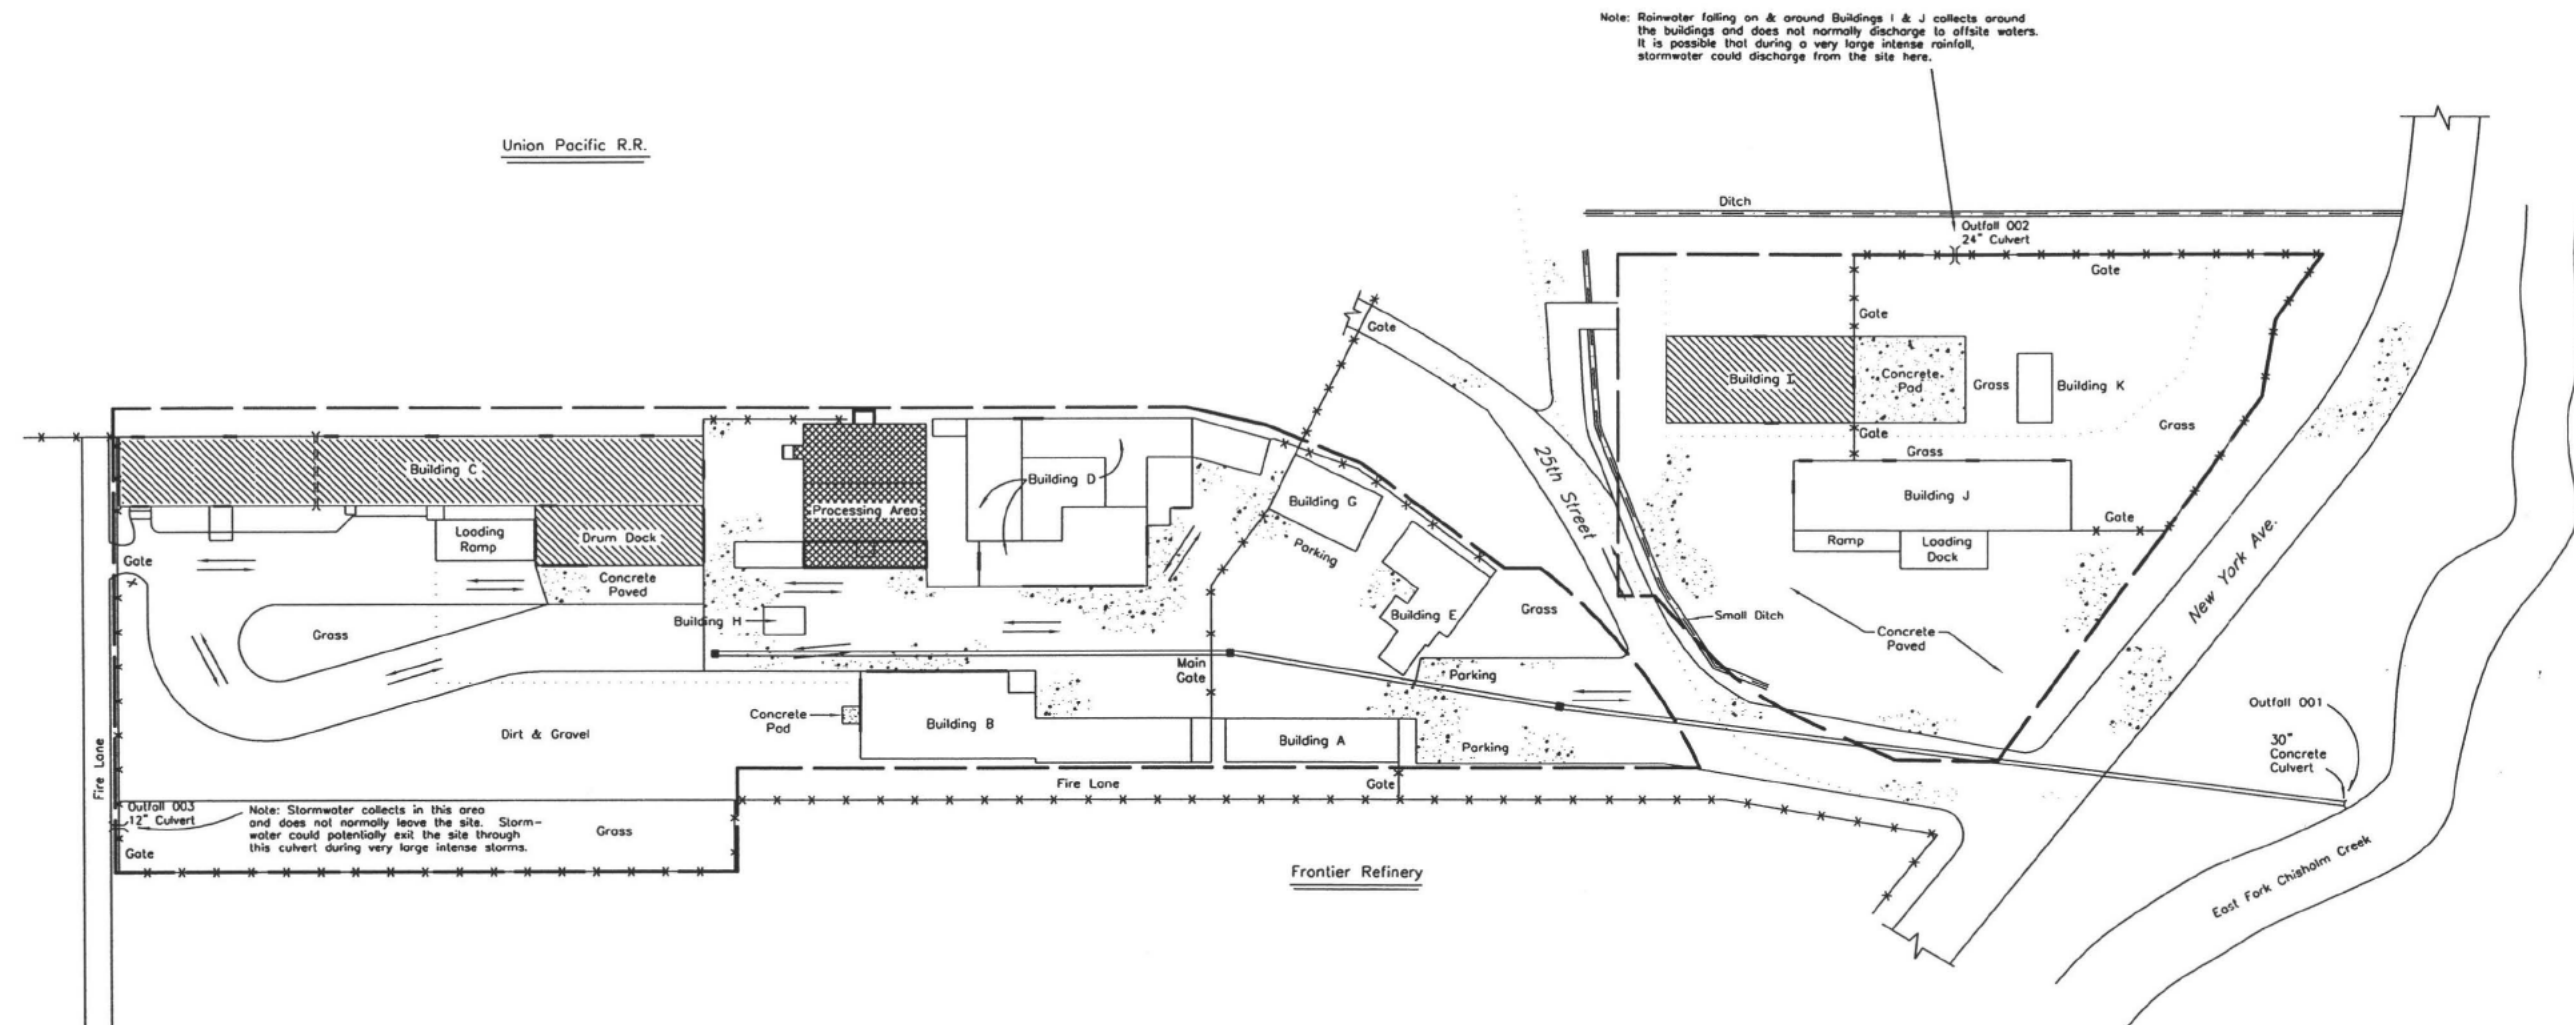 Note: Rainwater falling on & around Buildings I & J collects around
the buildings and does not normally discharge to offsite waters.
It is possible that during a very large intense rainfall,
stormwater could discharge from the site here.
Union Pacific R.R.
Ditch
Outfall 002
24" Culvert
Gate
Gate
Gate
Building I
Concrete
Pad
Grass
Building K
Grass
Gate
Grass
Building J
Gate
Ramp
Loading
Dock
25th Street
New York Ave.
Small Ditch
Concrete
Paved
Building C
Loading
Ramp
Drum Dock
Processing Area
Building D
Building G
Parking
Gate
Concrete
Paved
Building H
Building E
Grass
Grass
Main
Gate
Parking
Concrete
Pad
Building B
Building A
Parking
Dirt & Gravel
Outfall 001
30"
Concrete
Culvert
Fire Lane
Fire Lane
Gate
Outfall 003
12" Culvert
Note: Stormwater collects in this area
and does not normally leave the site. Storm-
water could potentially exit the site through
this culvert during very large intense storms.
Grass
Gate
Frontier Refinery
East Fork Chisholm Creek